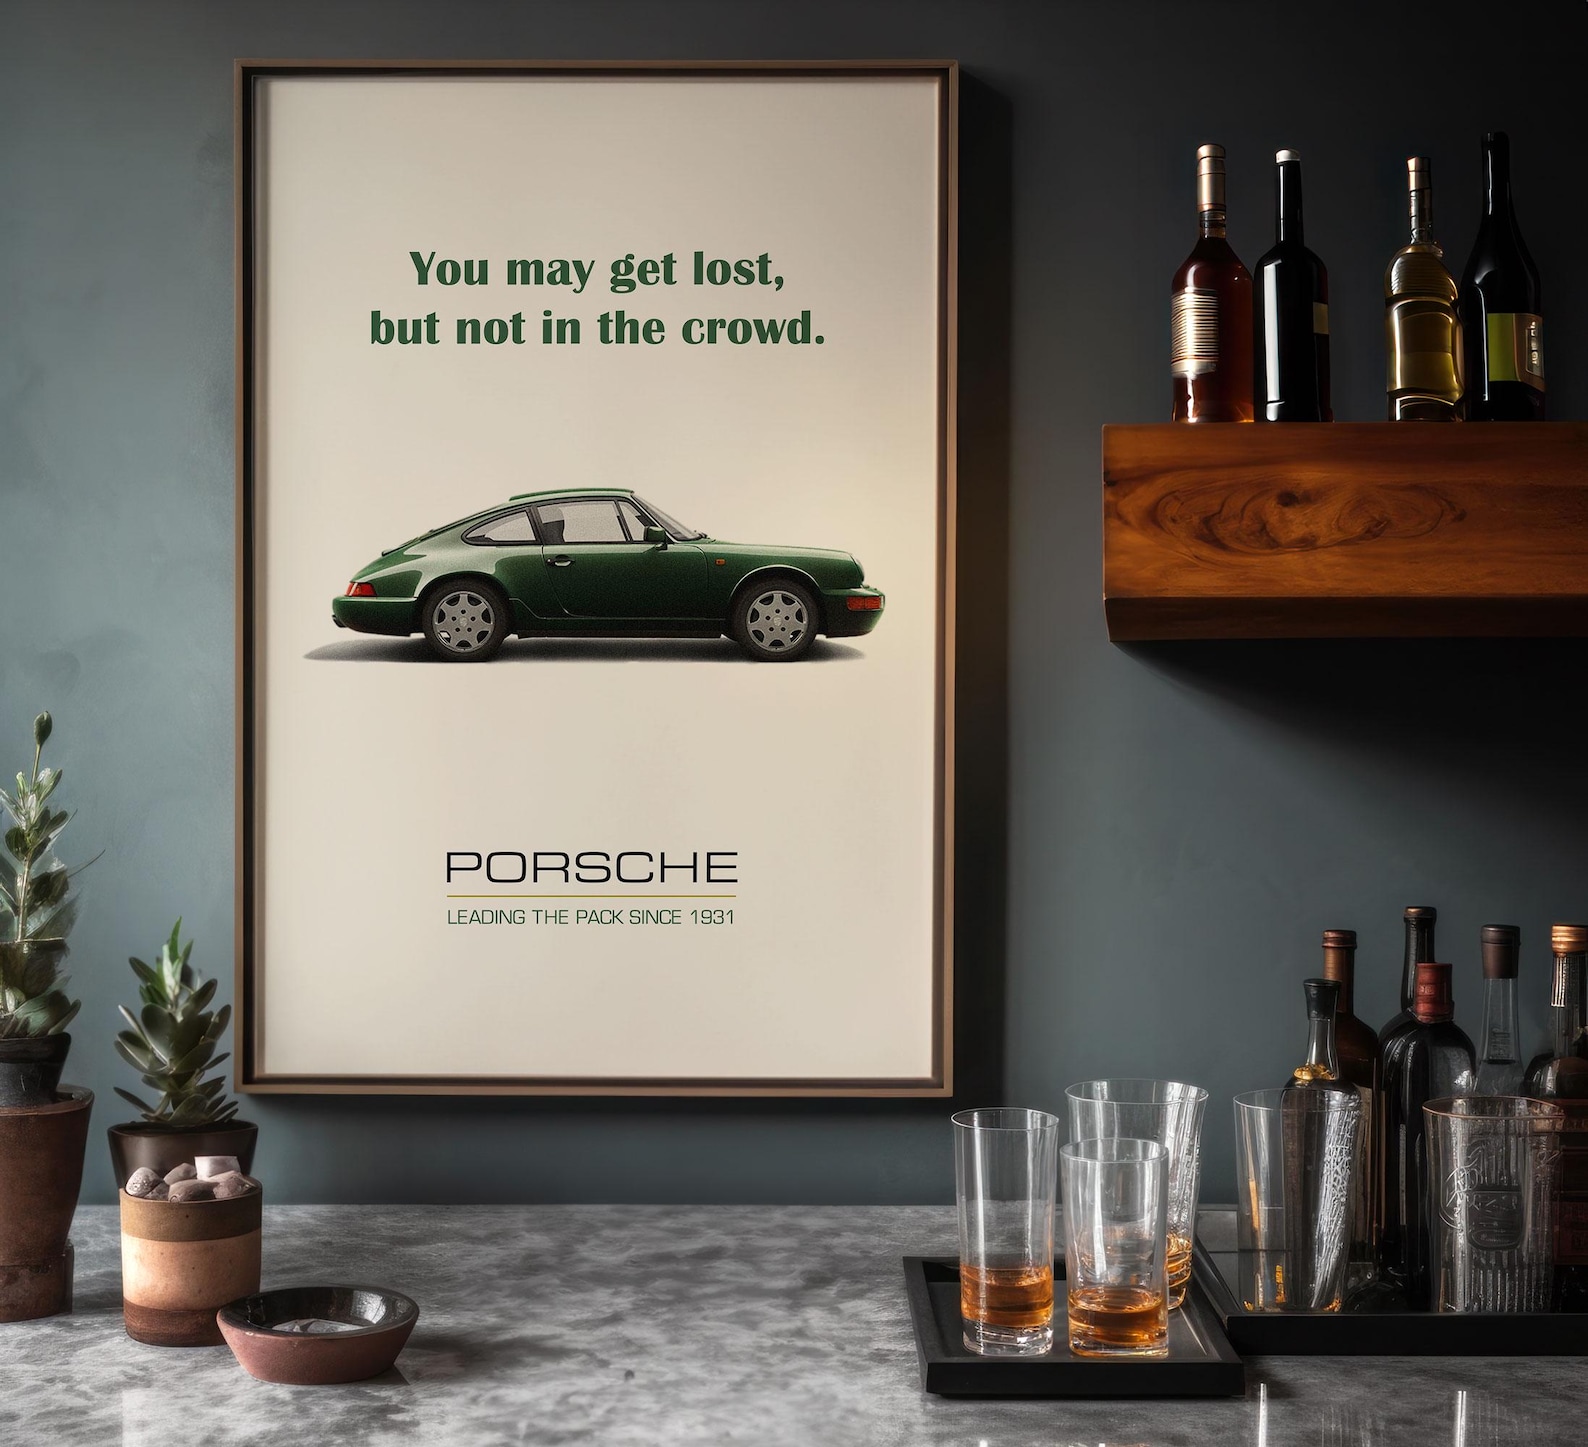 You may get lost,
but not in the crowd.
PORSCHE
LEADING THE PACK SINCE 1931